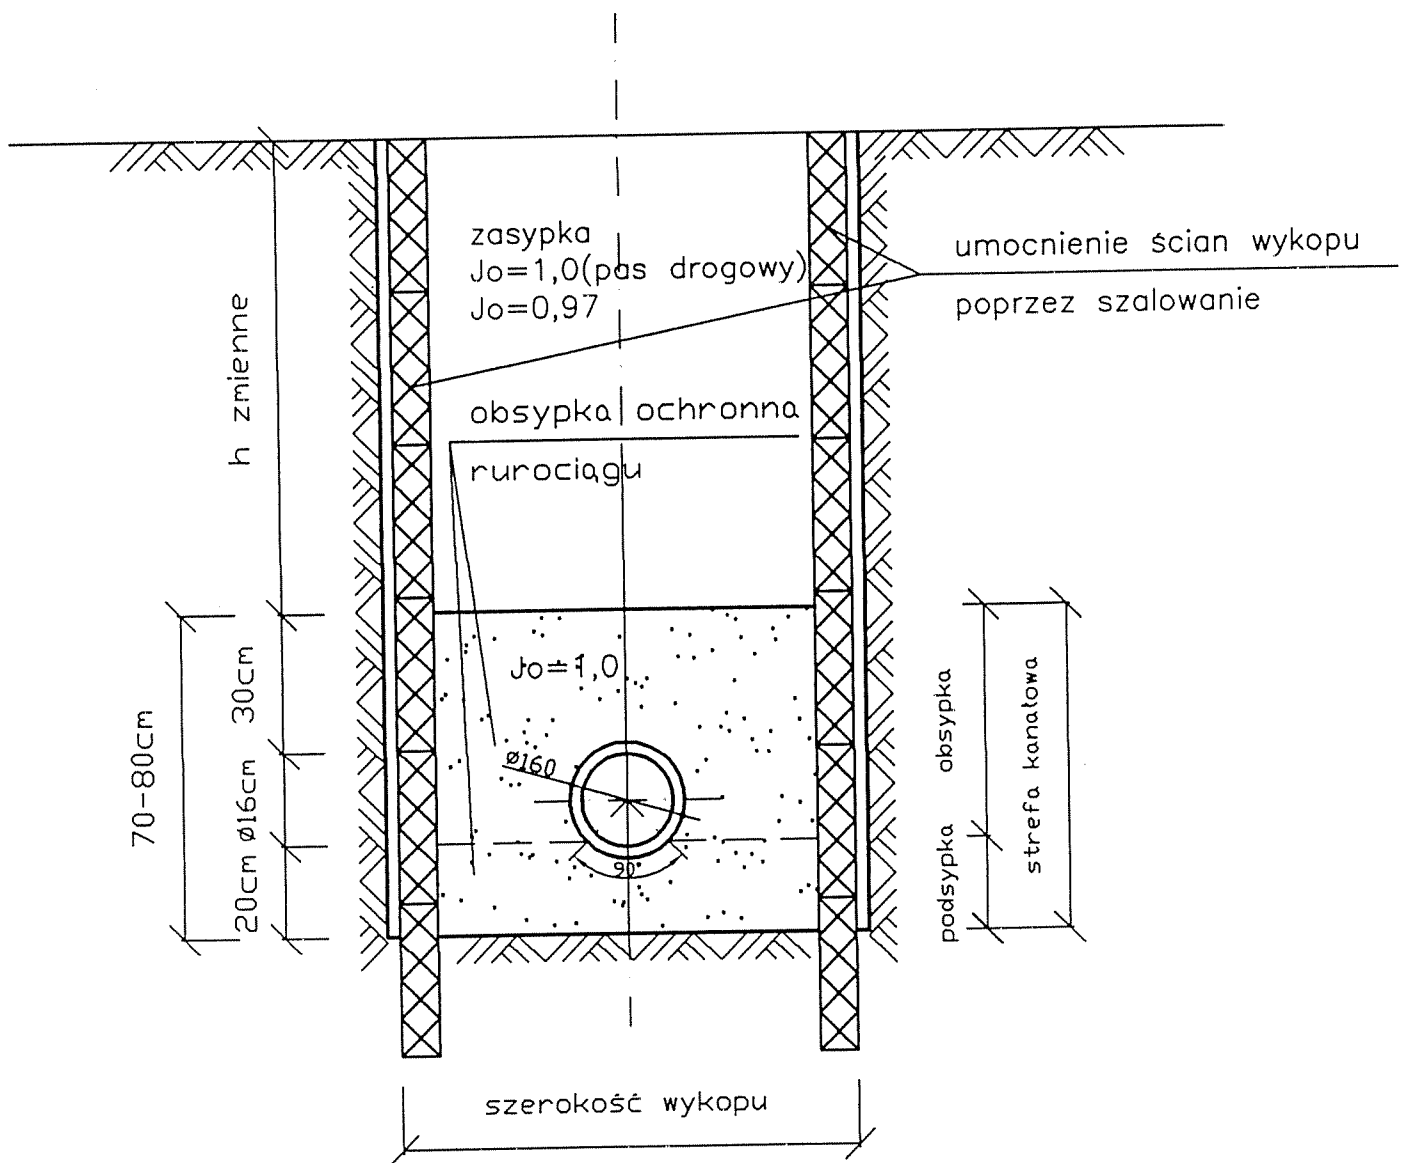 zasypka
Jo=1,0(pas drogowy)
Jo=0,97
umocnienie ścian wykopu
poprzez szalowanie
h zmienne
obsypka ochronna
rurociągu
Jo=1,0
ø160
90°
30cm
ø16cm
20cm
70-80cm
obsypka
podsypka
strefa kanałowa
szerokość wykopu